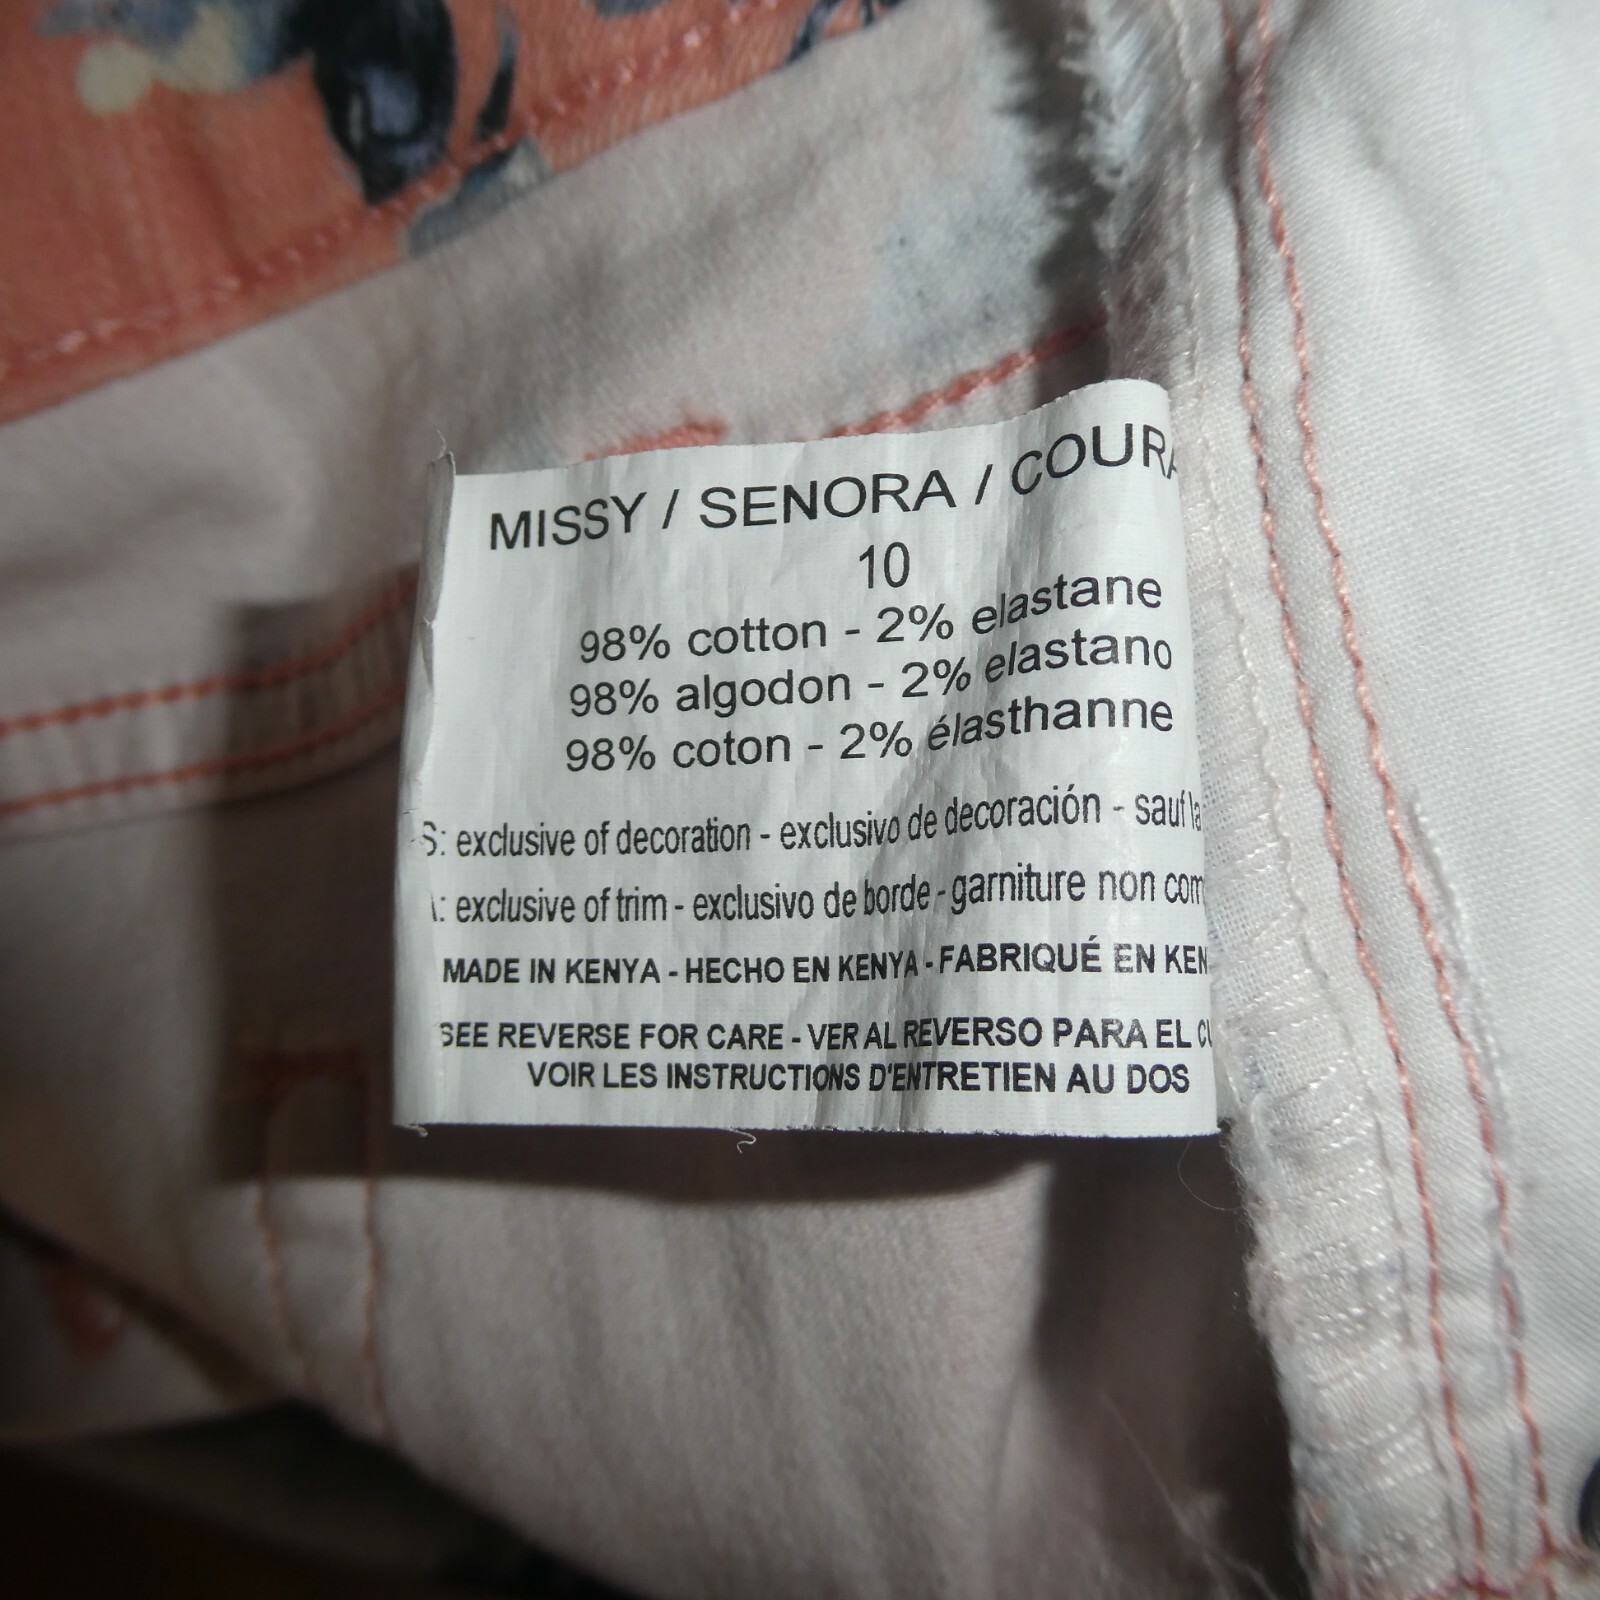 MISSY / SENORA / COURA
10
98% cotton - 2% elastane
98% algodon - 2% elastano
98% coton - 2% élasthanne
S: exclusive of decoration - exclusivo de decoración - sauf la
: exclusive of trim - exclusivo de borde - garniture non com
MADE IN KENYA - HECHO EN KENYA - FABRIQUÉ EN KEN
SEE REVERSE FOR CARE - VER AL REVERSO PARA EL CU
VOIR LES INSTRUCTIONS D'ENTRETIEN AU DOS